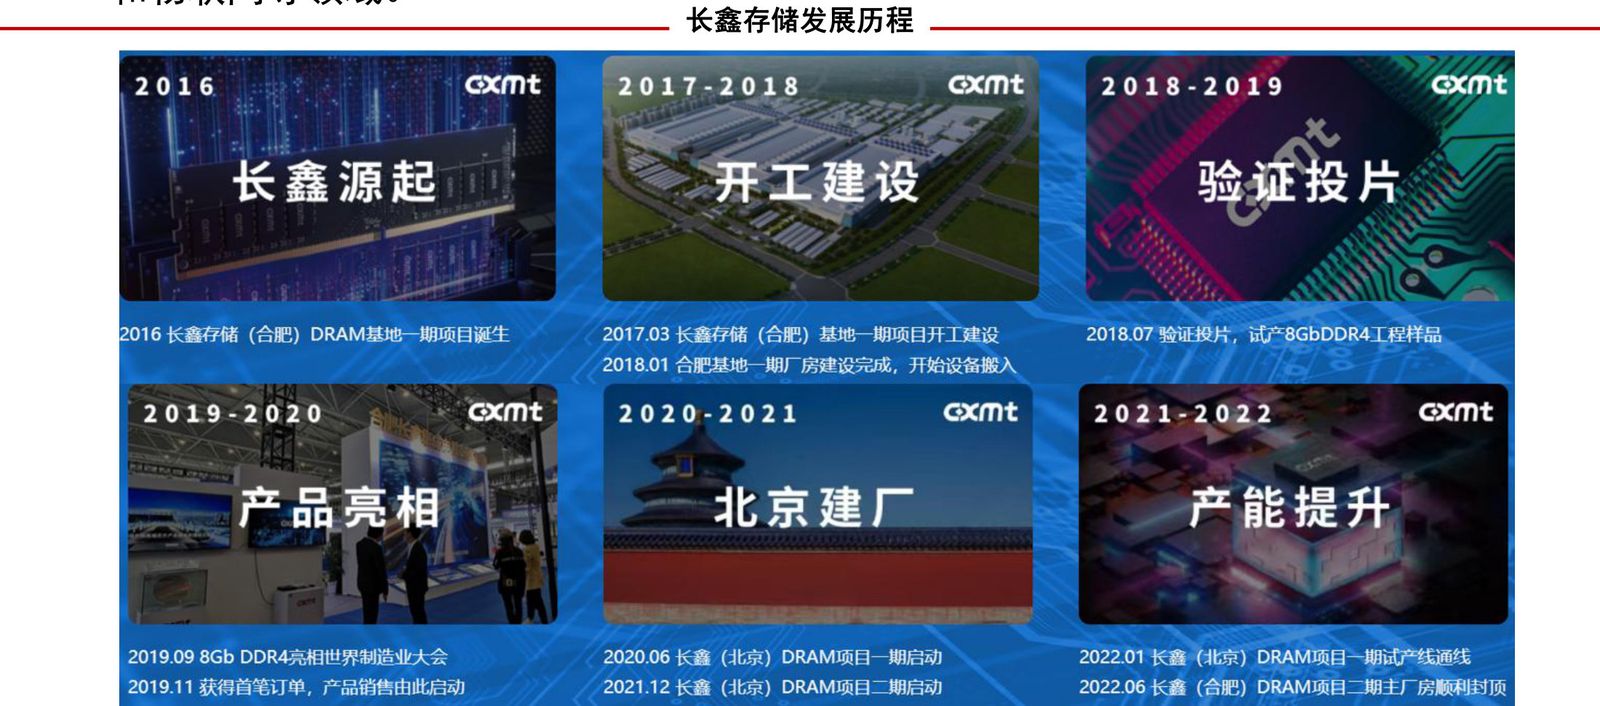 长鑫存储发展历程
2016
cxmt
长鑫源起
2017-2018
cxmt
开工建设
2018-2019
cxmt
cxmt
验证投片
2016 长鑫存储（合肥）DRAM基地一期项目诞生
2017.03 长鑫存储（合肥）基地一期项目开工建设
2018.01 合肥基地一期厂房建设完成，开始设备搬入
2018.07 验证投片，试产8GbDDR4工程样品
2019-2020
cxmt
产品亮相
2020-2021
cxmt
北京建厂
2021-2022
cxmt
产能提升
2019.09 8Gb DDR4亮相世界制造业大会
2019.11 获得首笔订单，产品销售由此启动
2020.06 长鑫（北京）DRAM项目一期启动
2021.12 长鑫（北京）DRAM项目二期启动
2022.01 长鑫（北京）DRAM项目一期试产线通线
2022.06 长鑫（合肥）DRAM项目二期主厂房顺利封顶